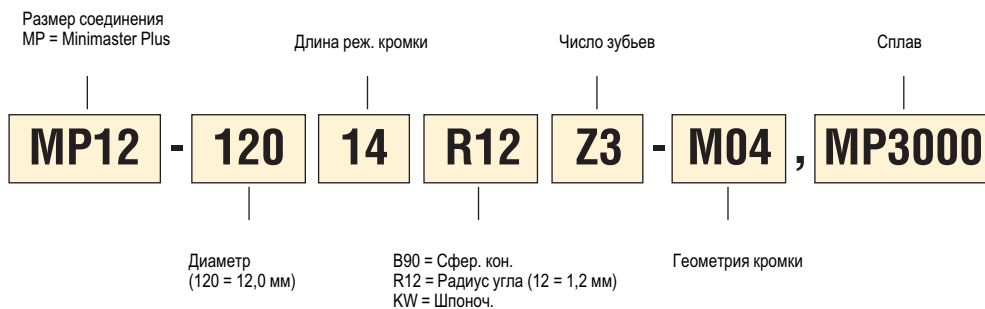 Размер соединения
MP = Minimaster Plus
Длина реж. кромки
Число зубьев
Сплав
MP12 - 120 14 R12 Z3 - M04 , MP3000
Диаметр
(120 = 12,0 мм)
B90 = Сфер. кон.
R12 = Радиус угла (12 = 1,2 мм)
KW = Шпоноч.
Геометрия кромки